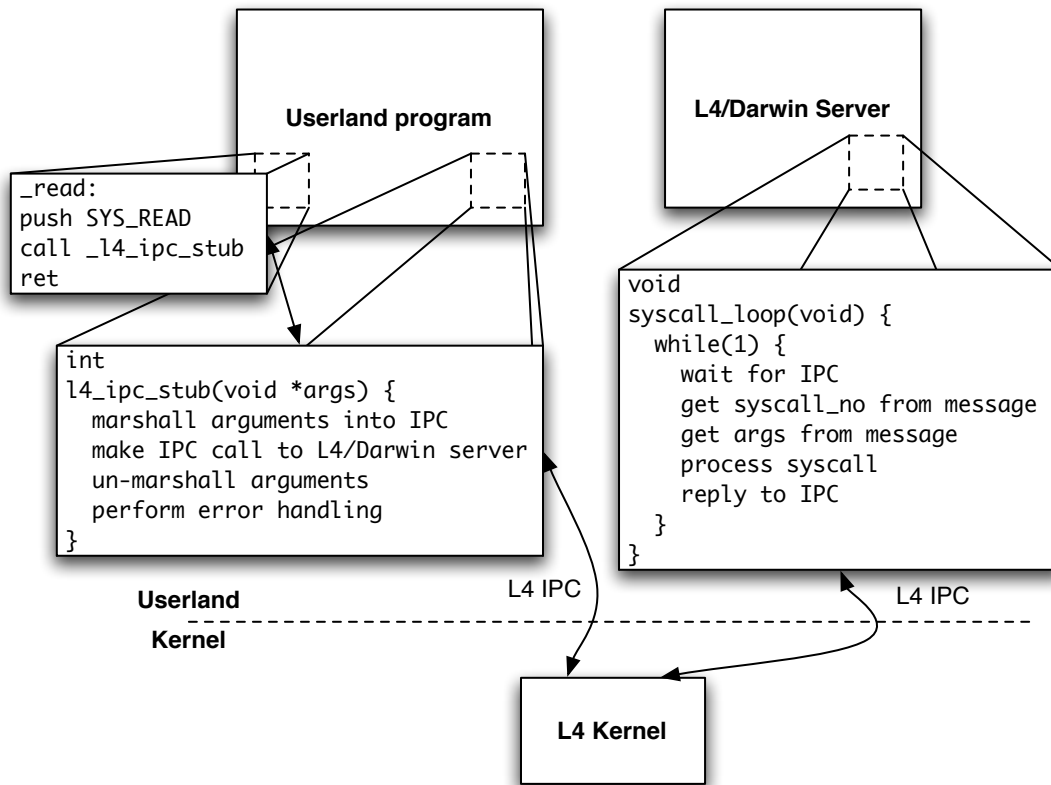 Userland program
L4/Darwin Server
_read:
push SYS_READ
call _l4_ipc_stub
ret
int
l4_ipc_stub(void *args) {
  marshall arguments into IPC
  make IPC call to L4/Darwin server
  un-marshall arguments
  perform error handling
}
void
syscall_loop(void) {
  while(1) {
    wait for IPC
    get syscall_no from message
    get args from message
    process syscall
    reply to IPC
  }
}
L4 IPC
L4 IPC
Userland
Kernel
L4 Kernel